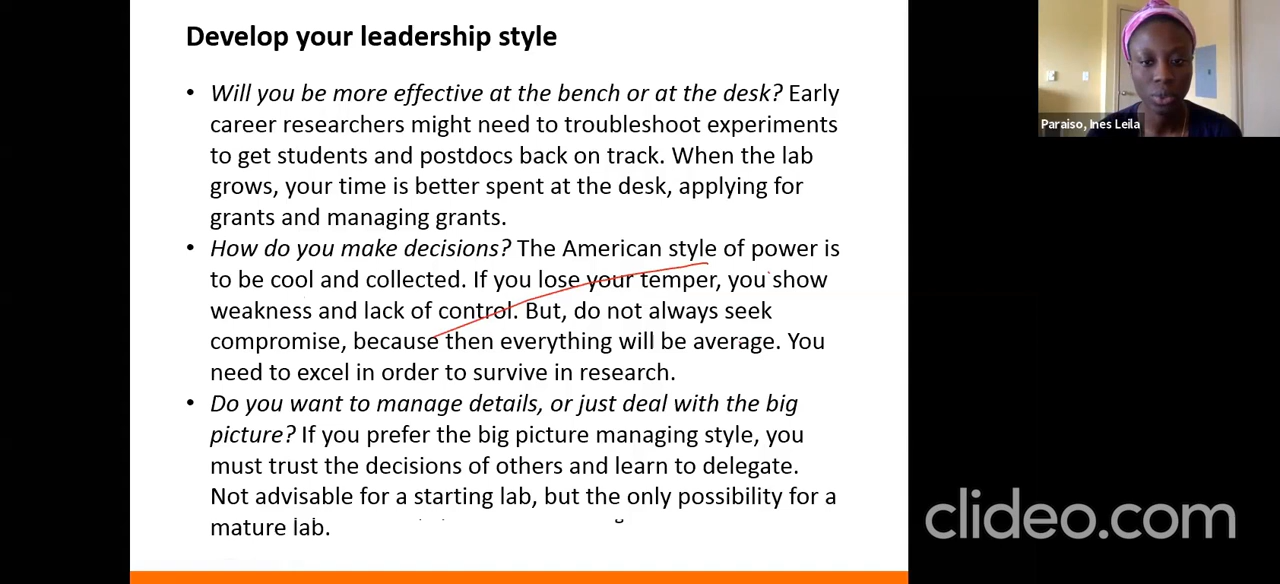 Develop your leadership style
• Will you be more effective at the bench or at the desk? Early
career researchers might need to troubleshoot experiments
to get students and postdocs back on track. When the lab
grows, your time is better spent at the desk, applying for
grants and managing grants.
• How do you make decisions? The American style of power is
to be cool and collected. If you lose your temper, you show
weakness and lack of control. But, do not always seek
compromise, because then everything will be average. You
need to excel in order to survive in research.
• Do you want to manage details, or just deal with the big
picture? If you prefer the big picture managing style, you
must trust the decisions of others and learn to delegate.
Not advisable for a starting lab, but the only possibility for a
mature lab.
Paraiso, Ines Leila
clideo.com